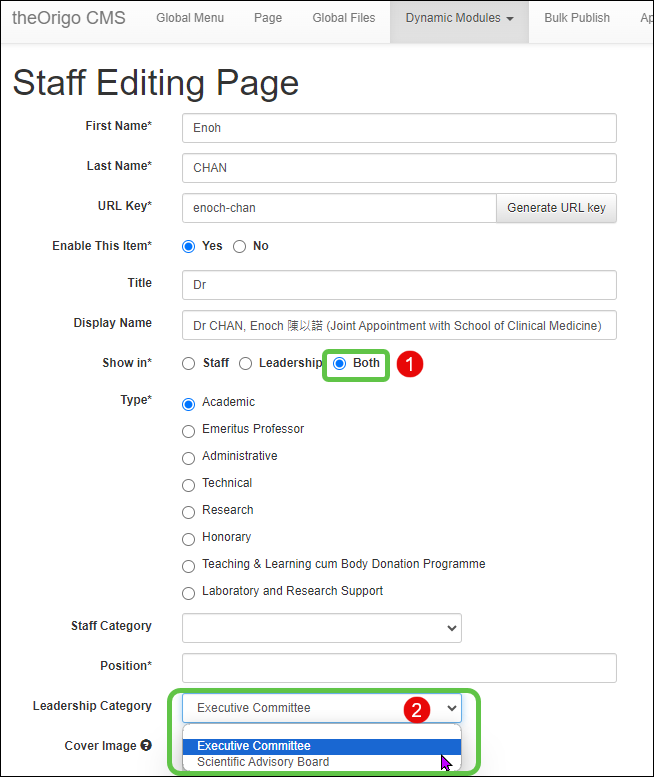 theOrigo CMS Global Menu Page Global Files Dynamic Modules Bulk Publish Ap
Staff Editing Page
First Name* Enoh
Last Name* CHAN
URL Key* enoch-chan Generate URL key
Enable This Item* Yes No
Title Dr
Display Name Dr CHAN, Enoch 陳以諾 (Joint Appointment with School of Clinical Medicine)
Show in* Staff Leadership Both 1
Type* Academic
Emeritus Professor
Administrative
Technical
Research
Honorary
Teaching & Learning cum Body Donation Programme
Laboratory and Research Support
Staff Category
Position*
Leadership Category Executive Committee 2
Cover Image ? Executive Committee
Scientific Advisory Board